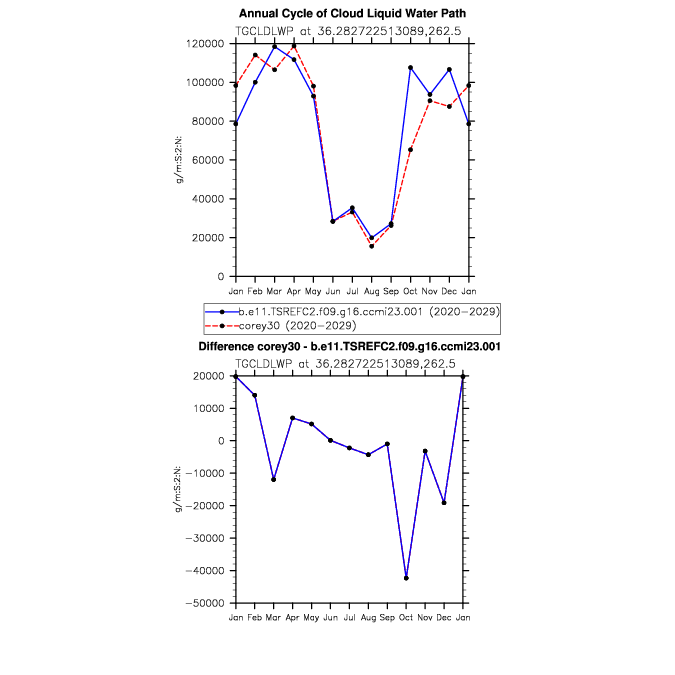 Annual Cycle of Cloud Liquid Water Path
TGCLDLWP at 36.282722513089,262.5
120000
100000
80000
60000
40000
20000
0
g/m:S:2:N:
Jan Feb Mar Apr May Jun Jul Aug Sep Oct Nov Dec Jan
b.e11.TSREFC2.f09.g16.ccmi23.001 (2020-2029)
corey30 (2020-2029)
Difference corey30 - b.e11.TSREFC2.f09.g16.ccmi23.001
TGCLDLWP at 36.282722513089,262.5
20000
10000
0
-10000
-20000
-30000
-40000
-50000
g/m:S:2:N:
Jan Feb Mar Apr May Jun Jul Aug Sep Oct Nov Dec Jan